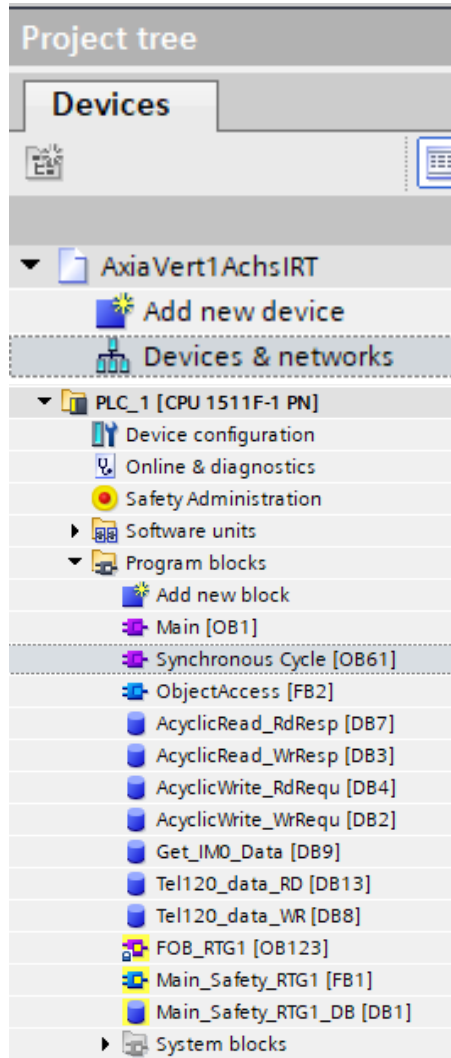 Project tree
Devices
AxiaVert1AchsIRT
Add new device
Devices & networks
PLC_1 [CPU 1511F-1 PN]
Device configuration
Online & diagnostics
Safety Administration
Software units
Program blocks
Add new block
Main [OB1]
Synchronous Cycle [OB61]
ObjectAccess [FB2]
AcyclicRead_RdResp [DB7]
AcyclicRead_WrResp [DB3]
AcyclicWrite_RdRequ [DB4]
AcyclicWrite_WrRequ [DB2]
Get_IM0_Data [DB9]
Tel120_data_RD [DB13]
Tel120_data_WR [DB8]
FOB_RTG1 [OB123]
Main_Safety_RTG1 [FB1]
Main_Safety_RTG1_DB [DB1]
System blocks